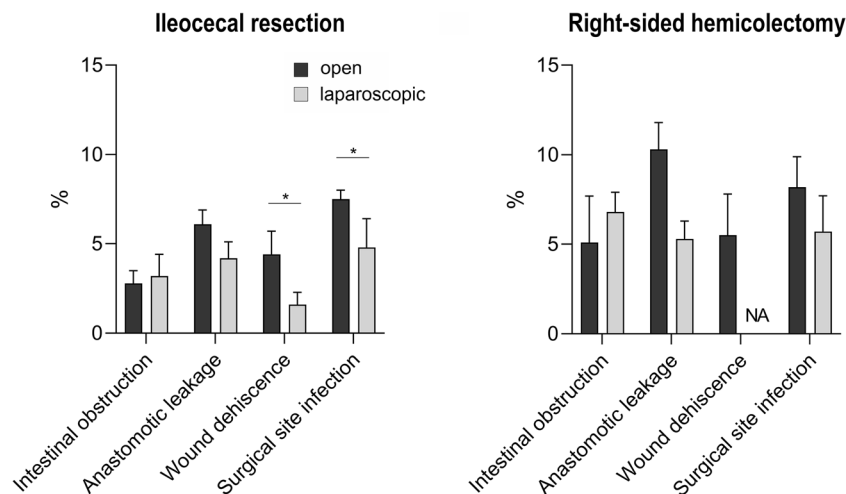 Ileocecal resection
15
10
5
0
%
open
laparoscopic
*
*
Intestinal obstruction
Anastomotic leakage
Wound dehiscence
Surgical site infection
Right-sided hemicolectomy
15
10
5
0
%
NA
Intestinal obstruction
Anastomotic leakage
Wound dehiscence
Surgical site infection